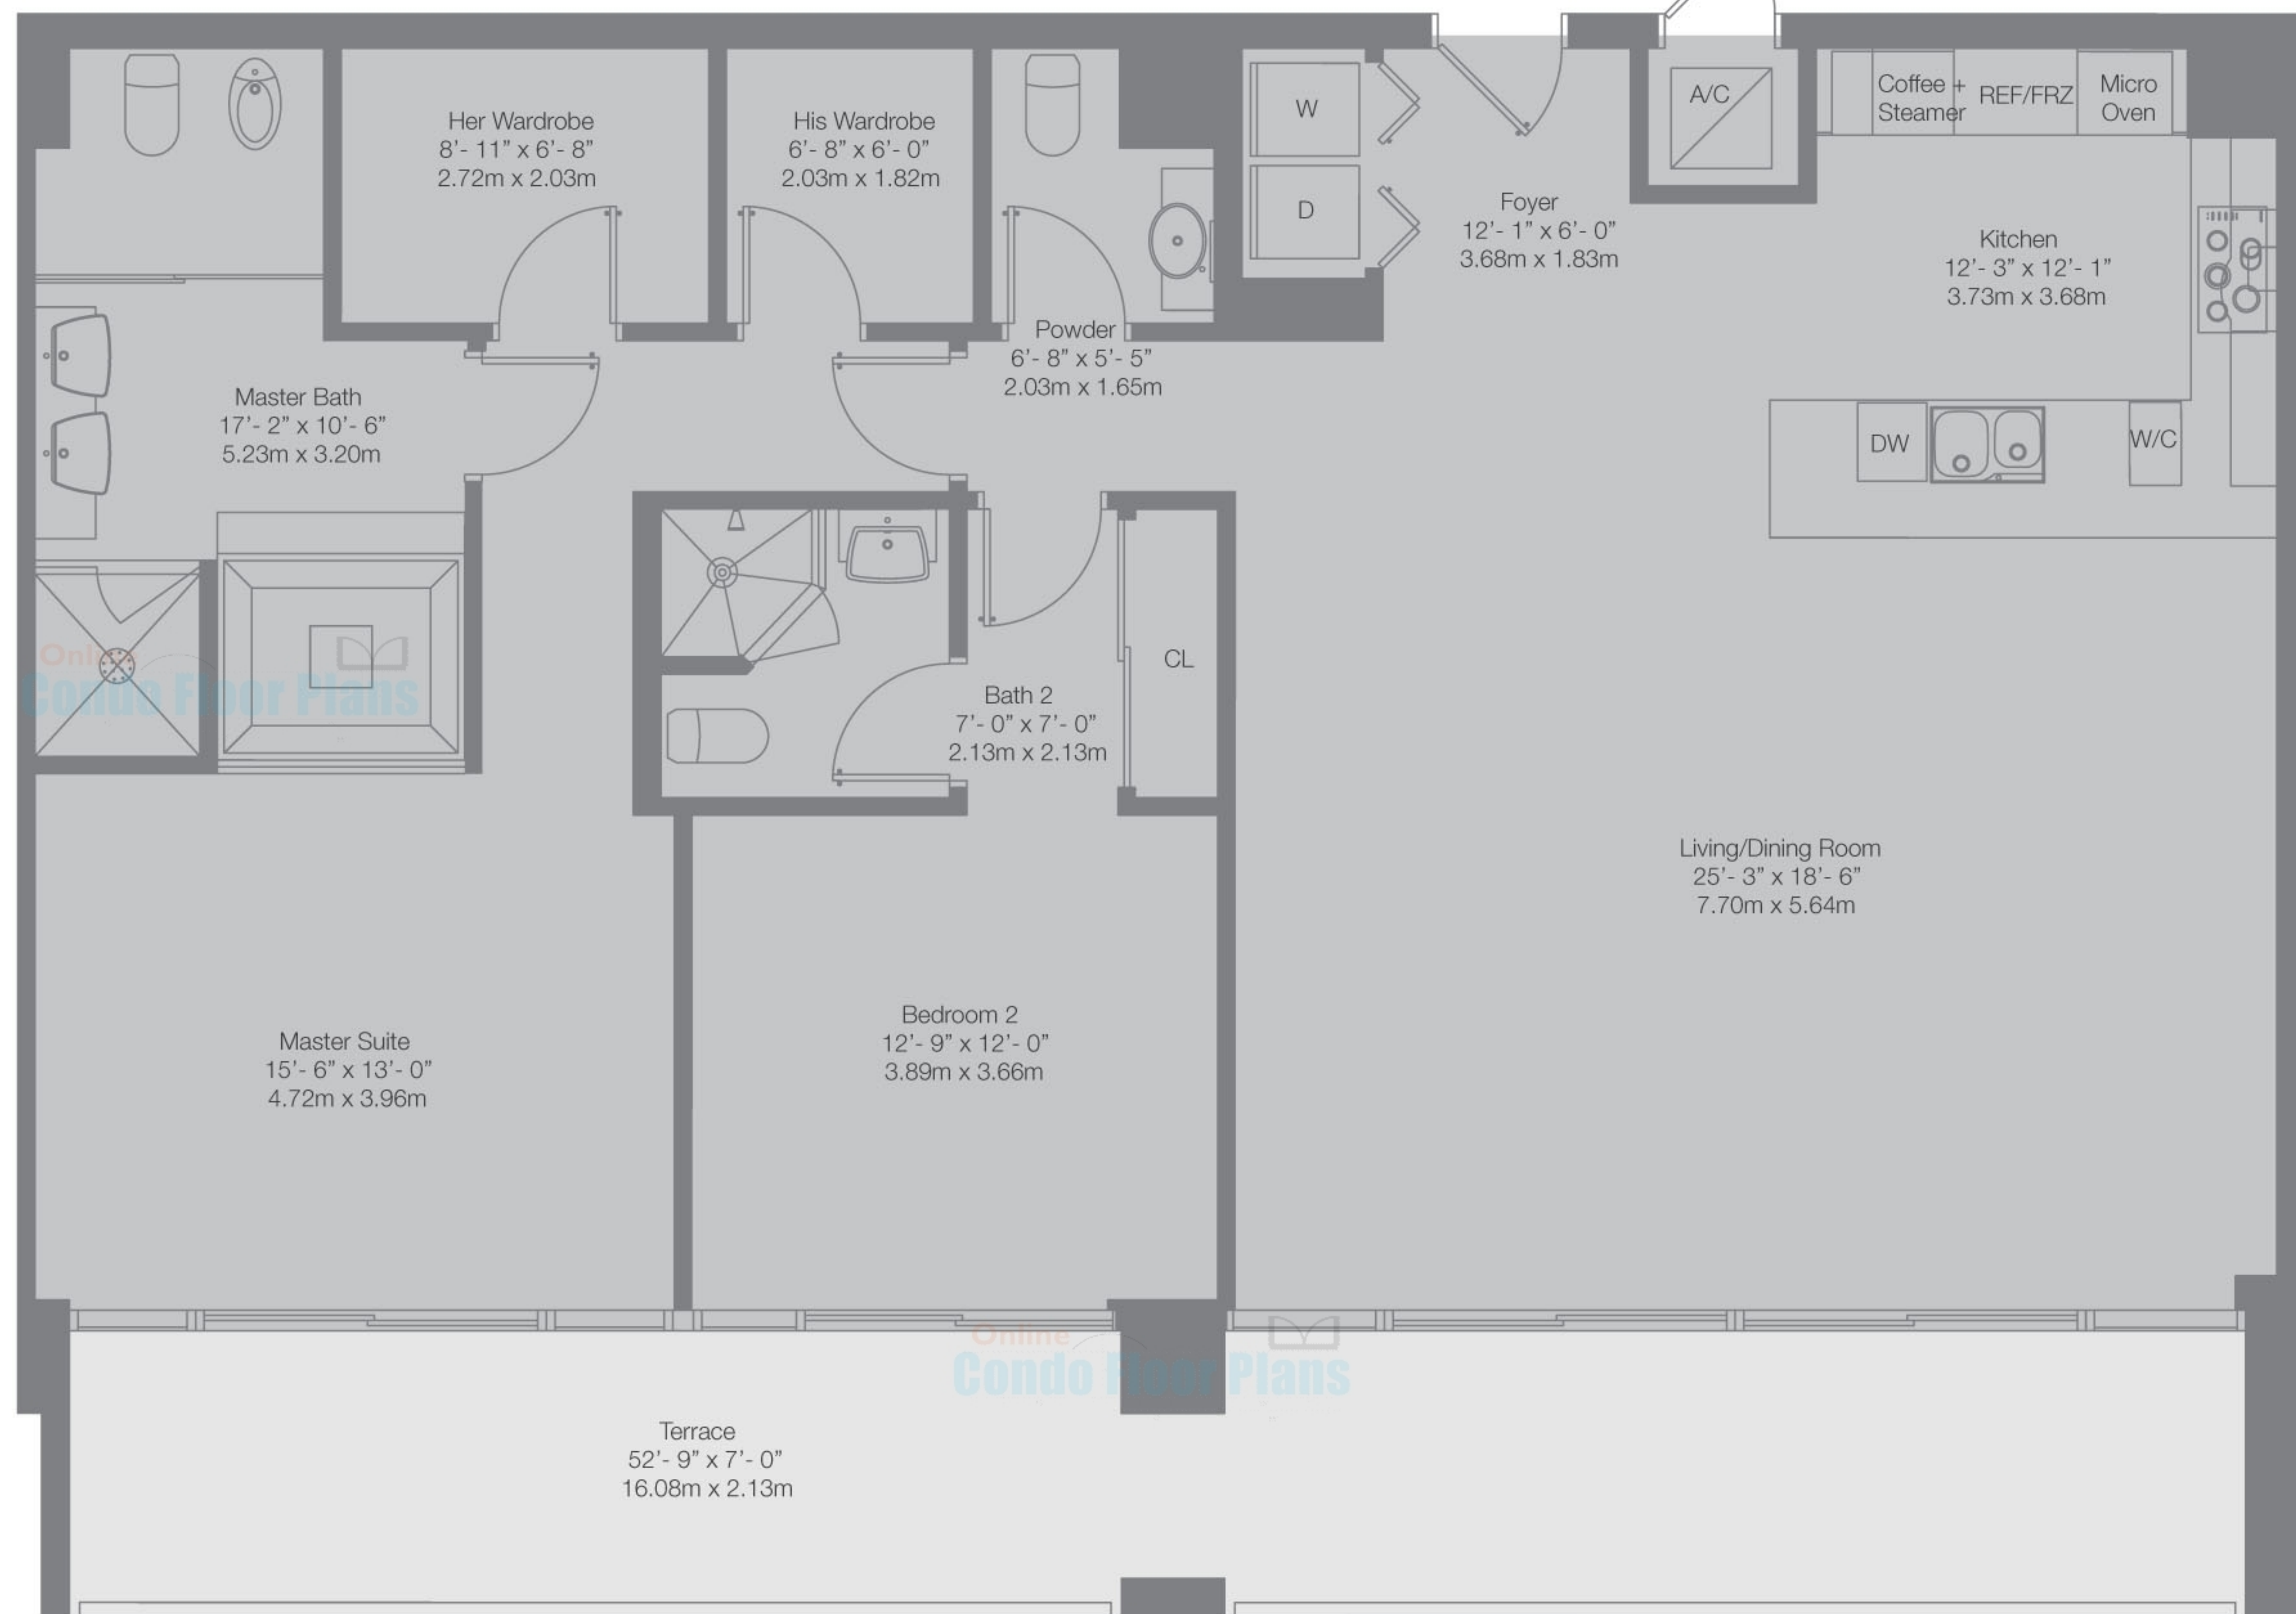 Her Wardrobe
8’- 11” x 6’- 8”
2.72m x 2.03m
His Wardrobe
6’- 8” x 6’- 0”
2.03m x 1.82m
W
D
Foyer
12’- 1” x 6’- 0”
3.68m x 1.83m
A/C
Coffee +
Steamer
REF/FRZ
Micro
Oven
Kitchen
12’- 3” x 12’- 1”
3.73m x 3.68m
Powder
6’- 8” x 5’- 5”
2.03m x 1.65m
Master Bath
17’- 2” x 10’- 6”
5.23m x 3.20m
DW
W/C
Online
Condo Floor Plans
CL
Bath 2
7’- 0” x 7’- 0”
2.13m x 2.13m
Living/Dining Room
25’- 3” x 18’- 6”
7.70m x 5.64m
Master Suite
15’- 6” x 13’- 0”
4.72m x 3.96m
Bedroom 2
12’- 9” x 12’- 0”
3.89m x 3.66m
Online
Condo Floor Plans
Terrace
52’- 9” x 7’- 0”
16.08m x 2.13m